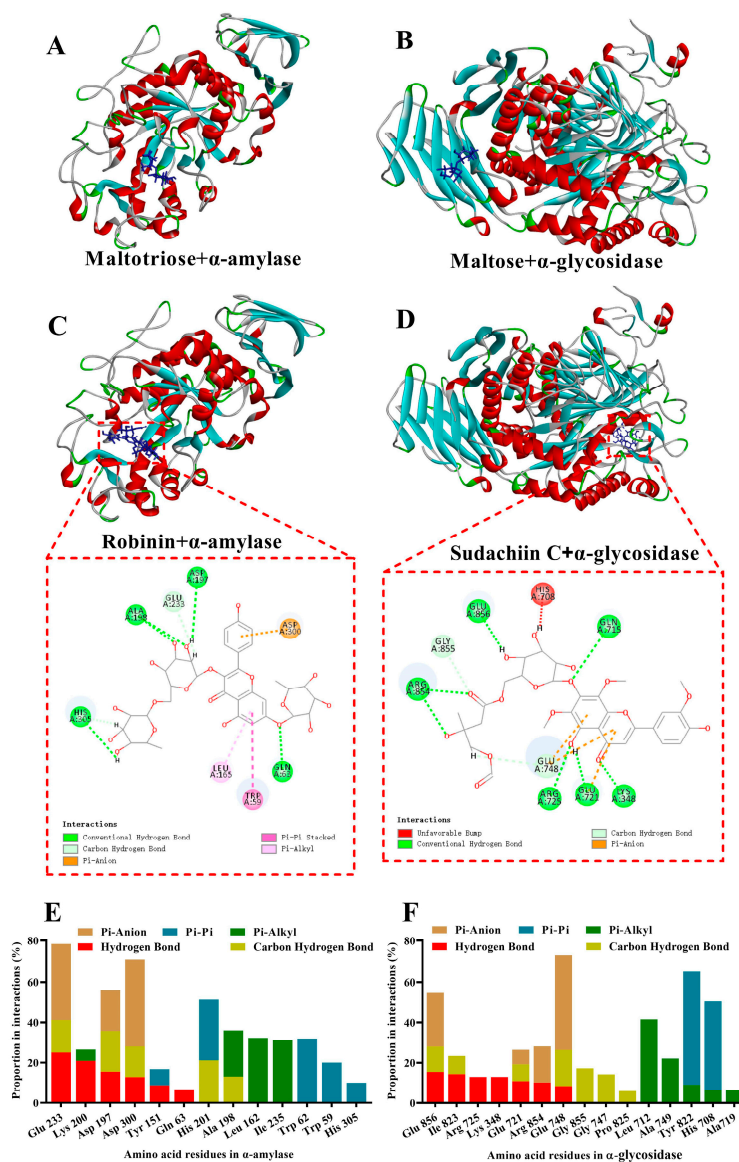 A
B
Maltotriose+α-amylase
Maltose+α-glycosidase
C
D
Robinin+α-amylase
Sudachiin C+α-glycosidase
ASP
A:197
GLU
A:233
ALA
A:198
ASP
A:300
HIS
A:305
LEU
A:165
GLN
A:63
TRP
A:59
Interactions
Conventional Hydrogen Bond
Carbon Hydrogen Bond
Pi-Anion
Pi-Pi Stacked
Pi-Alkyl
HIS
A:708
GLU
A:856
GLN
A:715
GLY
A:855
ARG
A:854
GLU
A:748
ARG
A:725
GLU
A:721
LYS
A:348
Interactions
Unfavorable Bump
Conventional Hydrogen Bond
Carbon Hydrogen Bond
Pi-Anion
E
Pi-Anion Pi-Pi Pi-Alkyl
Hydrogen Bond Carbon Hydrogen Bond
Proportion in interactions (%)
80
60
40
20
0
Glu 233 Lys 200 Asp 197 Asp 300 Tyr 151 Gln 63 His 201 Ala 198 Leu 162 Ile 235 Trp 62 Trp 59 His 305
Amino acid residues in α-amylase
F
Pi-Anion Pi-Pi Pi-Alkyl
Hydrogen Bond Carbon Hydrogen Bond
Proportion in interactions (%)
80
60
40
20
0
Glu 856 Ile 823 Arg 725 Lys 348 Glu 721 Arg 854 Glu 748 Gly 855 Gly 747 Pro 825 Leu 712 Ala 749 Tyr 822 His 708 Ala719
Amino acid residues in α-glycosidase